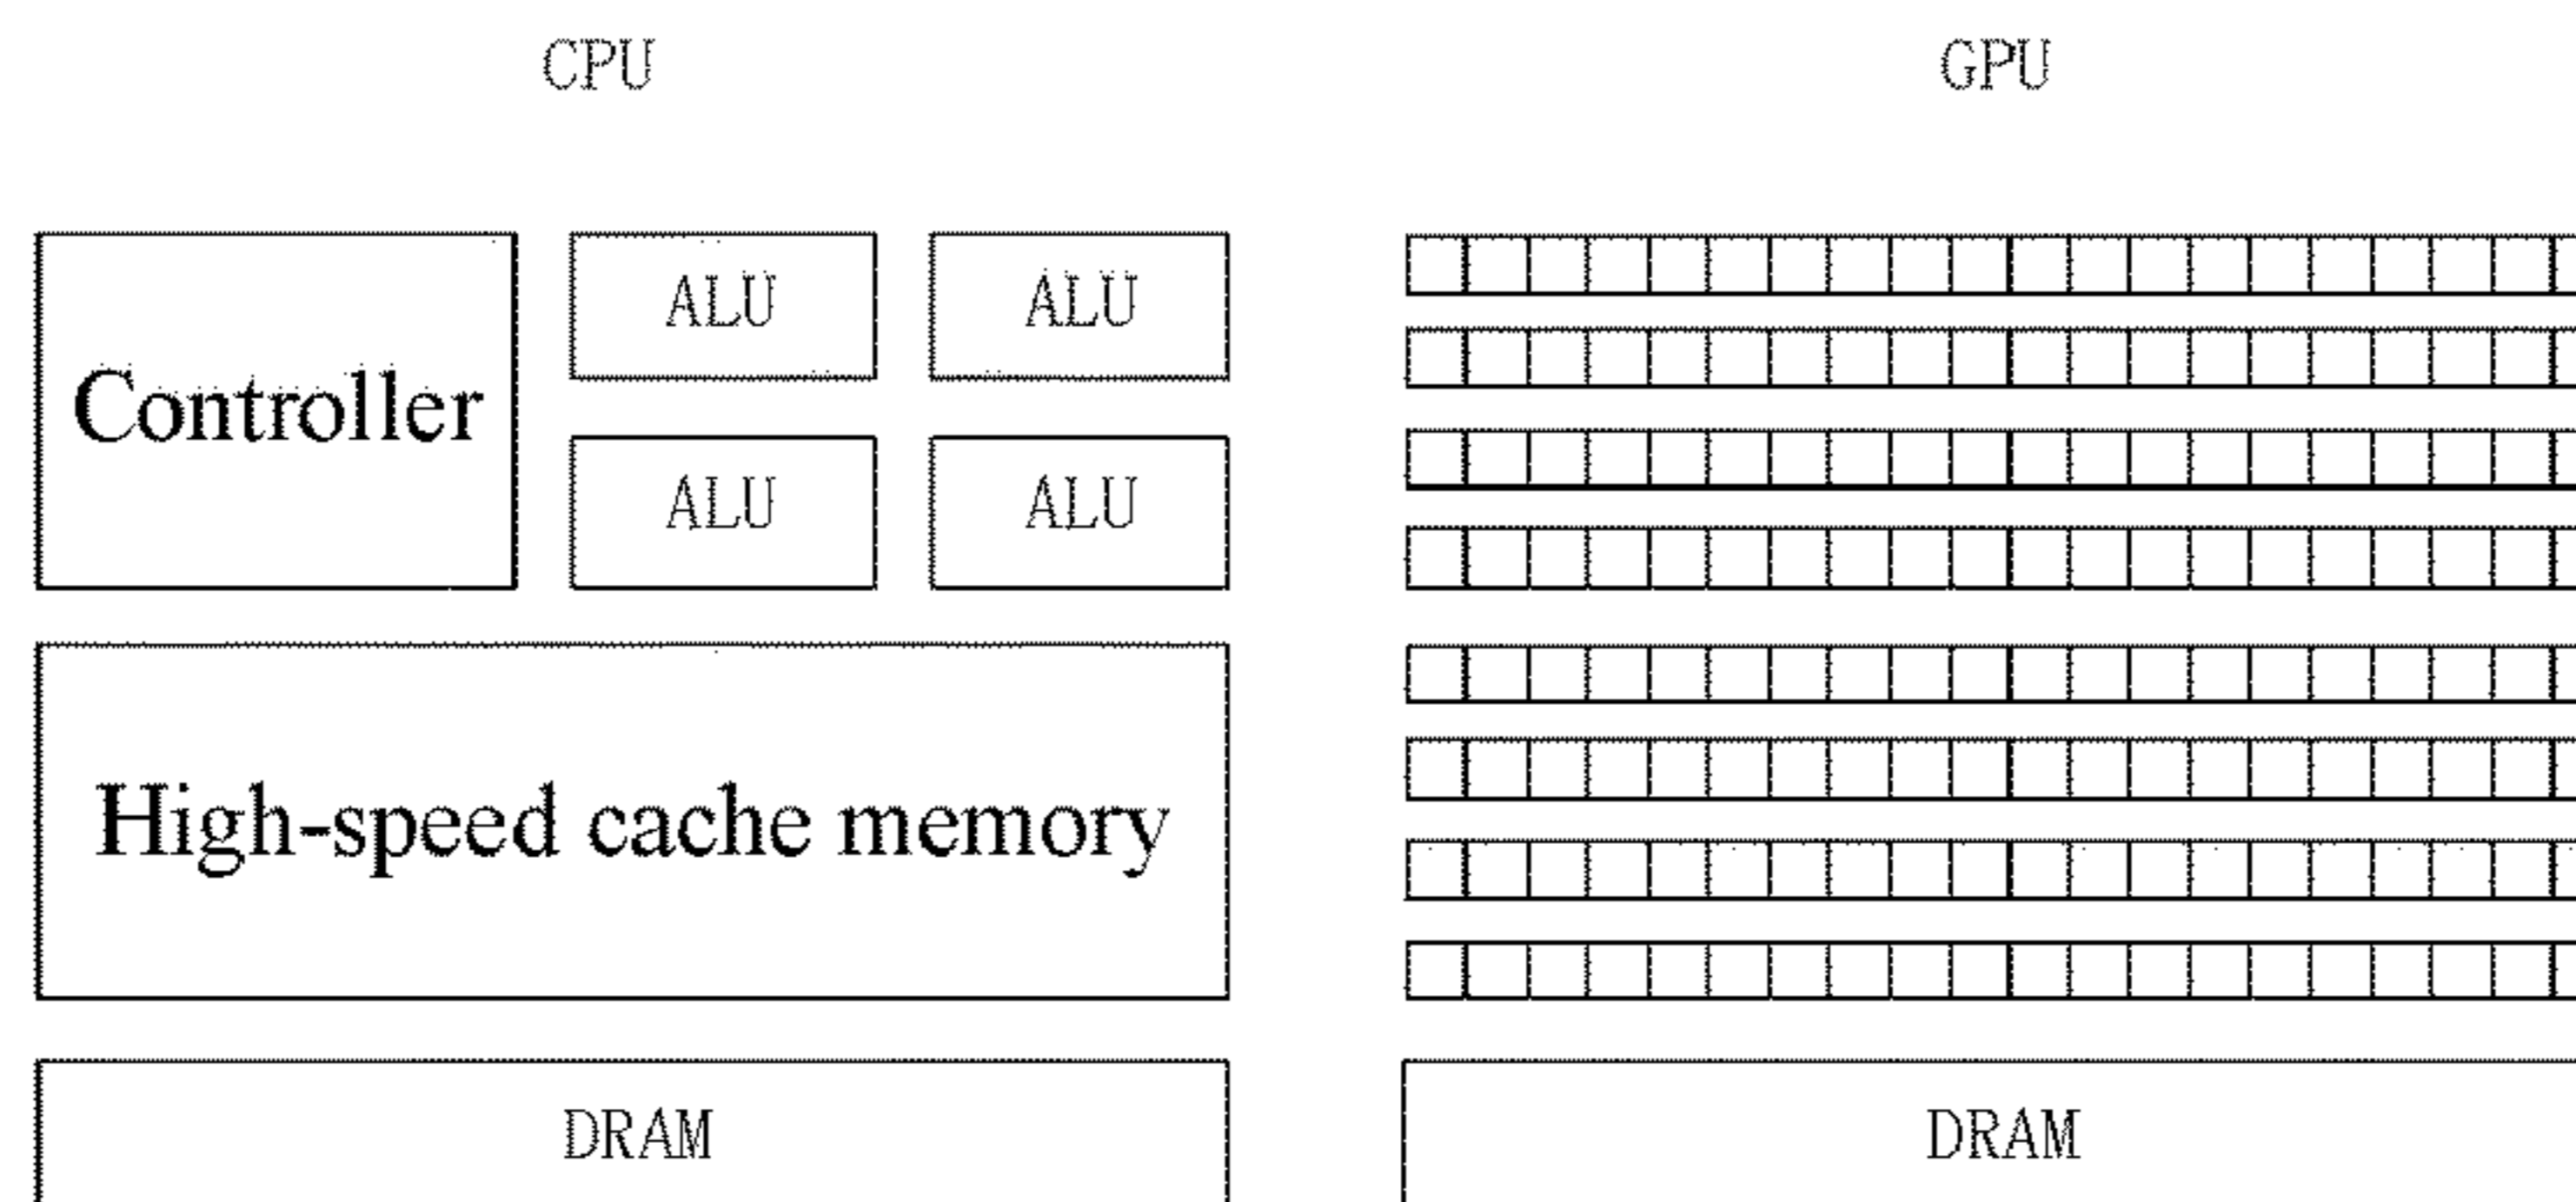 CPU
GPU
Controller
ALU
ALU
ALU
ALU
High-speed cache memory
DRAM
DRAM